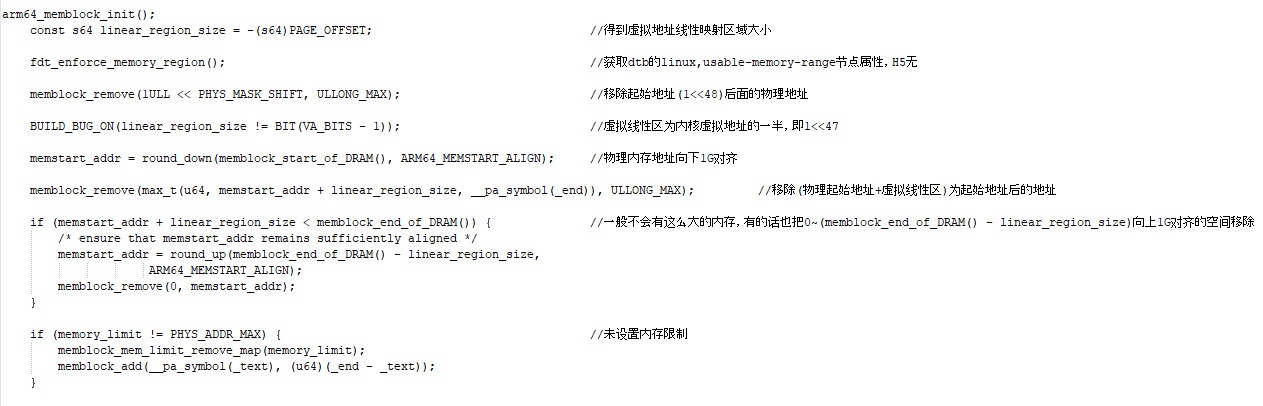 arm64_memblock_init();
    const s64 linear_region_size = -(s64)PAGE_OFFSET;                               //得到虚拟地址线性映射区域大小
    fdt_enforce_memory_region();                                                    //获取dtb的linux,usable-memory-range节点属性,H5无
    memblock_remove(1ULL << PHYS_MASK_SHIFT, ULLONG_MAX);                           //移除起始地址(1<<48)后面的物理地址
    BUILD_BUG_ON(linear_region_size != BIT(VA_BITS - 1));                           //虚拟线性区为内核虚拟地址的一半,即1<<47
    memstart_addr = round_down(memblock_start_of_DRAM(), ARM64_MEMSTART_ALIGN);     //物理内存地址向下1G对齐
    memblock_remove(max_t(u64, memstart_addr + linear_region_size, __pa_symbol(_end)), ULLONG_MAX);         //移除(物理起始地址+虚拟线性区)为起始地址后的地址
    if (memstart_addr + linear_region_size < memblock_end_of_DRAM()) {              //一般不会有这么大的内存,有的话也把0~(memblock_end_of_DRAM() - linear_region_size)向上1G对齐的空间移除
        /* ensure that memstart_addr remains sufficiently aligned */
        memstart_addr = round_up(memblock_end_of_DRAM() - linear_region_size,
                     ARM64_MEMSTART_ALIGN);
        memblock_remove(0, memstart_addr);
    }
    if (memory_limit != PHYS_ADDR_MAX) {                                            //未设置内存限制
        memblock_mem_limit_remove_map(memory_limit);
        memblock_add(__pa_symbol(_text), (u64)(_end - _text));
    }